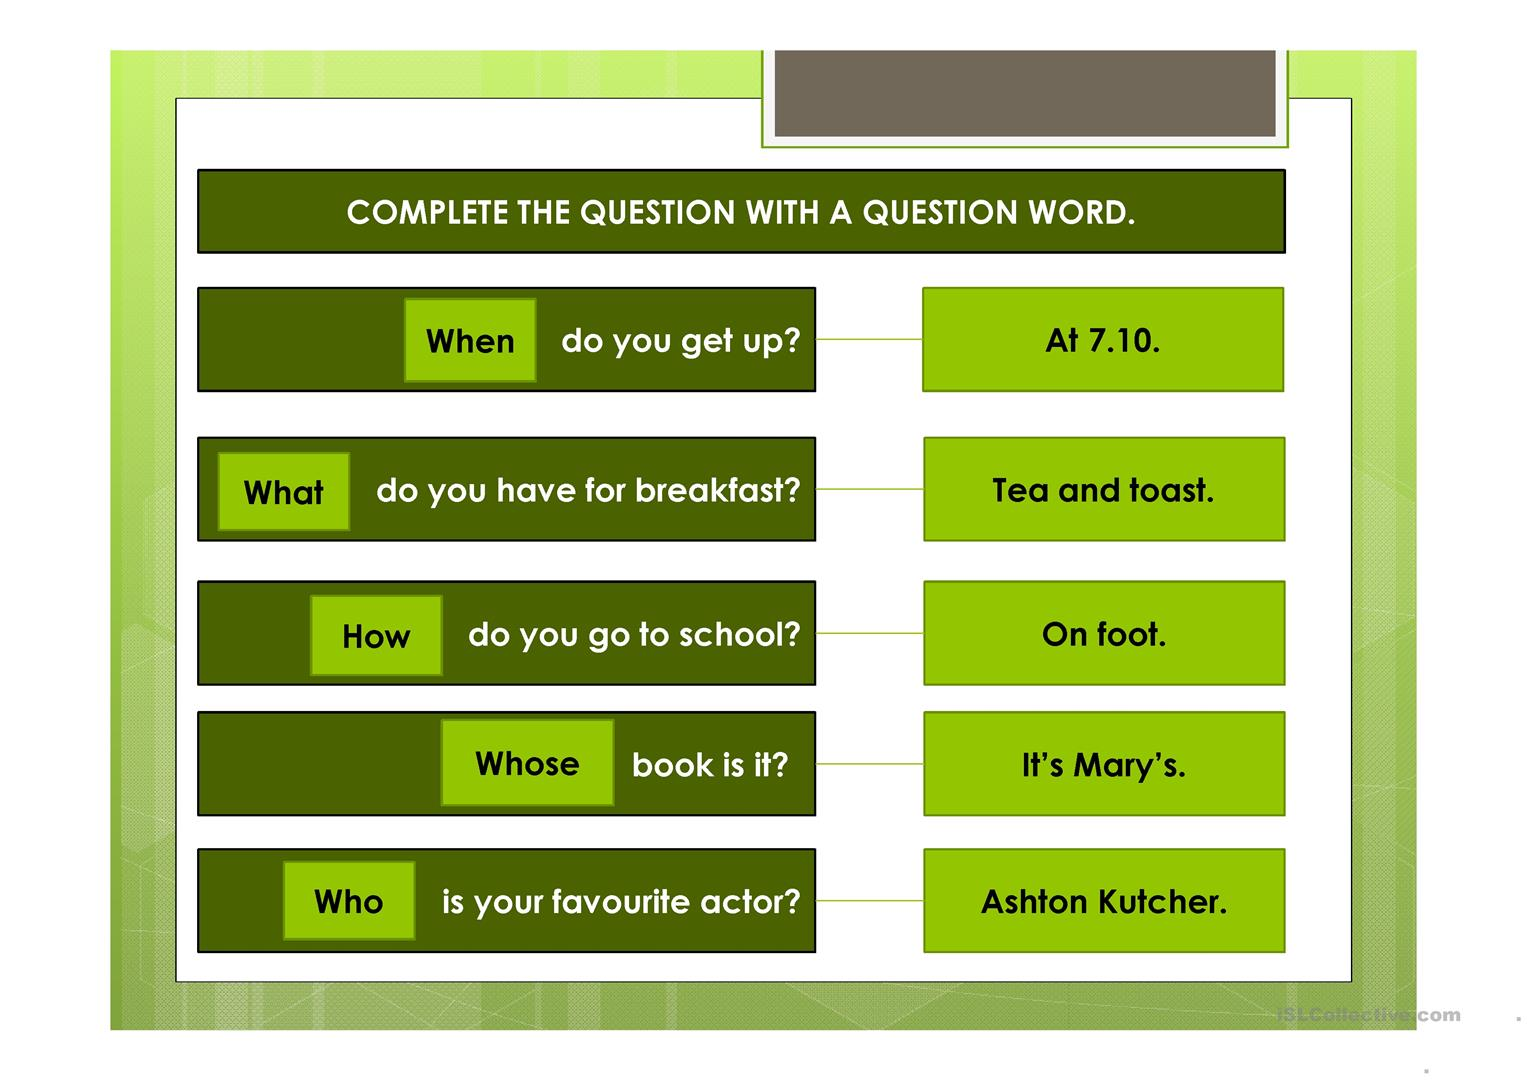 COMPLETE THE QUESTION WITH A QUESTION WORD.
When do you get up?
At 7.10.
What do you have for breakfast?
Tea and toast.
How do you go to school?
On foot.
Whose book is it?
It's Mary's.
Who is your favourite actor?
Ashton Kutcher.
iSLCollective.com